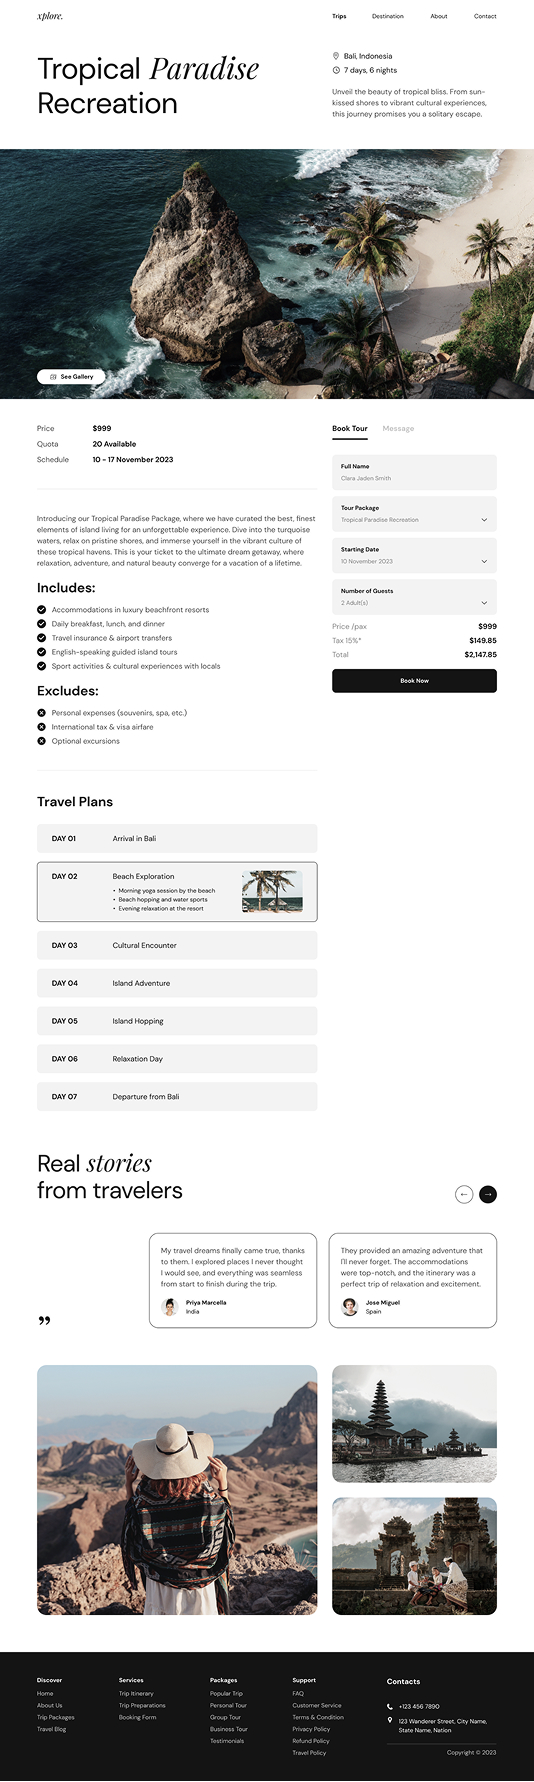 xplore.
Trips
Destination
About
Contact
Tropical Paradise
Recreation
Bali, Indonesia
7 days, 6 nights
Unveil the beauty of tropical bliss. From sun-
kissed shores to vibrant cultural experiences,
this journey promises you a solitary escape.
See Gallery
Price $999
Quota 20 Available
Schedule 10 - 17 November 2023
Introducing our Tropical Paradise Package, where we have curated the best, finest
elements of island living for an unforgettable experience. Dive into the turquoise
waters, relax on pristine shores, and immerse yourself in the vibrant culture of
these tropical havens. This is your ticket to the ultimate dream getaway, where
relaxation, adventure, and natural beauty converge for a vacation of a lifetime.
Includes:
Accommodations in luxury beachfront resorts
Daily breakfast, lunch, and dinner
Travel insurance & airport transfers
English-speaking guided island tours
Sport activities & cultural experiences with locals
Excludes:
Personal expenses (souvenirs, spa, etc.)
International tax & visa airfare
Optional excursions
Book Tour
Message
Full Name
Clara Jaden Smith
Tour Package
Tropical Paradise Recreation
Starting Date
10 November 2023
Number of Guests
2 Adult(s)
Price /pax $999
Tax 15%* $149.85
Total $2,147.85
Book Now
Travel Plans
DAY 01 Arrival in Bali
DAY 02 Beach Exploration
• Morning yoga session by the beach
• Beach hopping and water sports
• Evening relaxation at the resort
DAY 03 Cultural Encounter
DAY 04 Island Adventure
DAY 05 Island Hopping
DAY 06 Relaxation Day
DAY 07 Departure from Bali
Real stories
from travelers
My travel dreams finally came true, thanks
to them. I explored places I never thought
I would see, and everything was seamless
from start to finish during the trip.
Priya Marcella
India
They provided an amazing adventure that
I'll never forget. The accommodations
were top-notch, and the itinerary was a
perfect trip of relaxation and excitement.
Jose Miguel
Spain
”
Discover
Home
About Us
Trip Packages
Travel Blog
Services
Trip Itinerary
Trip Preparations
Booking Form
Packages
Popular Trip
Personal Tour
Group Tour
Business Tour
Testimonials
Support
FAQ
Customer Service
Terms & Condition
Privacy Policy
Refund Policy
Travel Policy
Contacts
+123 456 7890
123 Wanderer Street, City Name,
State Name, Nation
Copyright © 2023